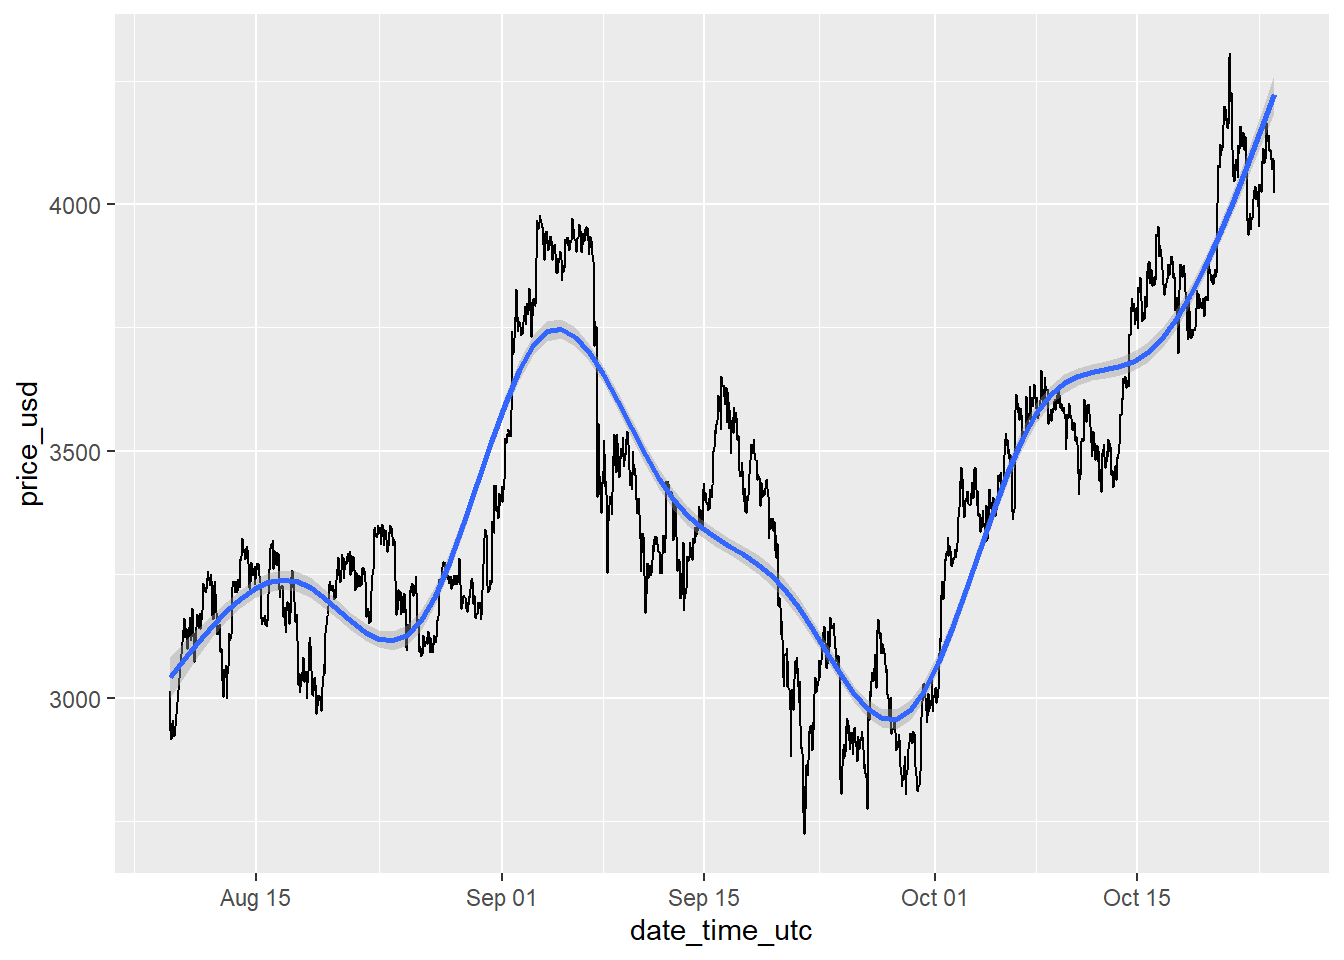 price_usd
4000
3500
3000
Aug 15
Sep 01
Sep 15
Oct 01
Oct 15
date_time_utc